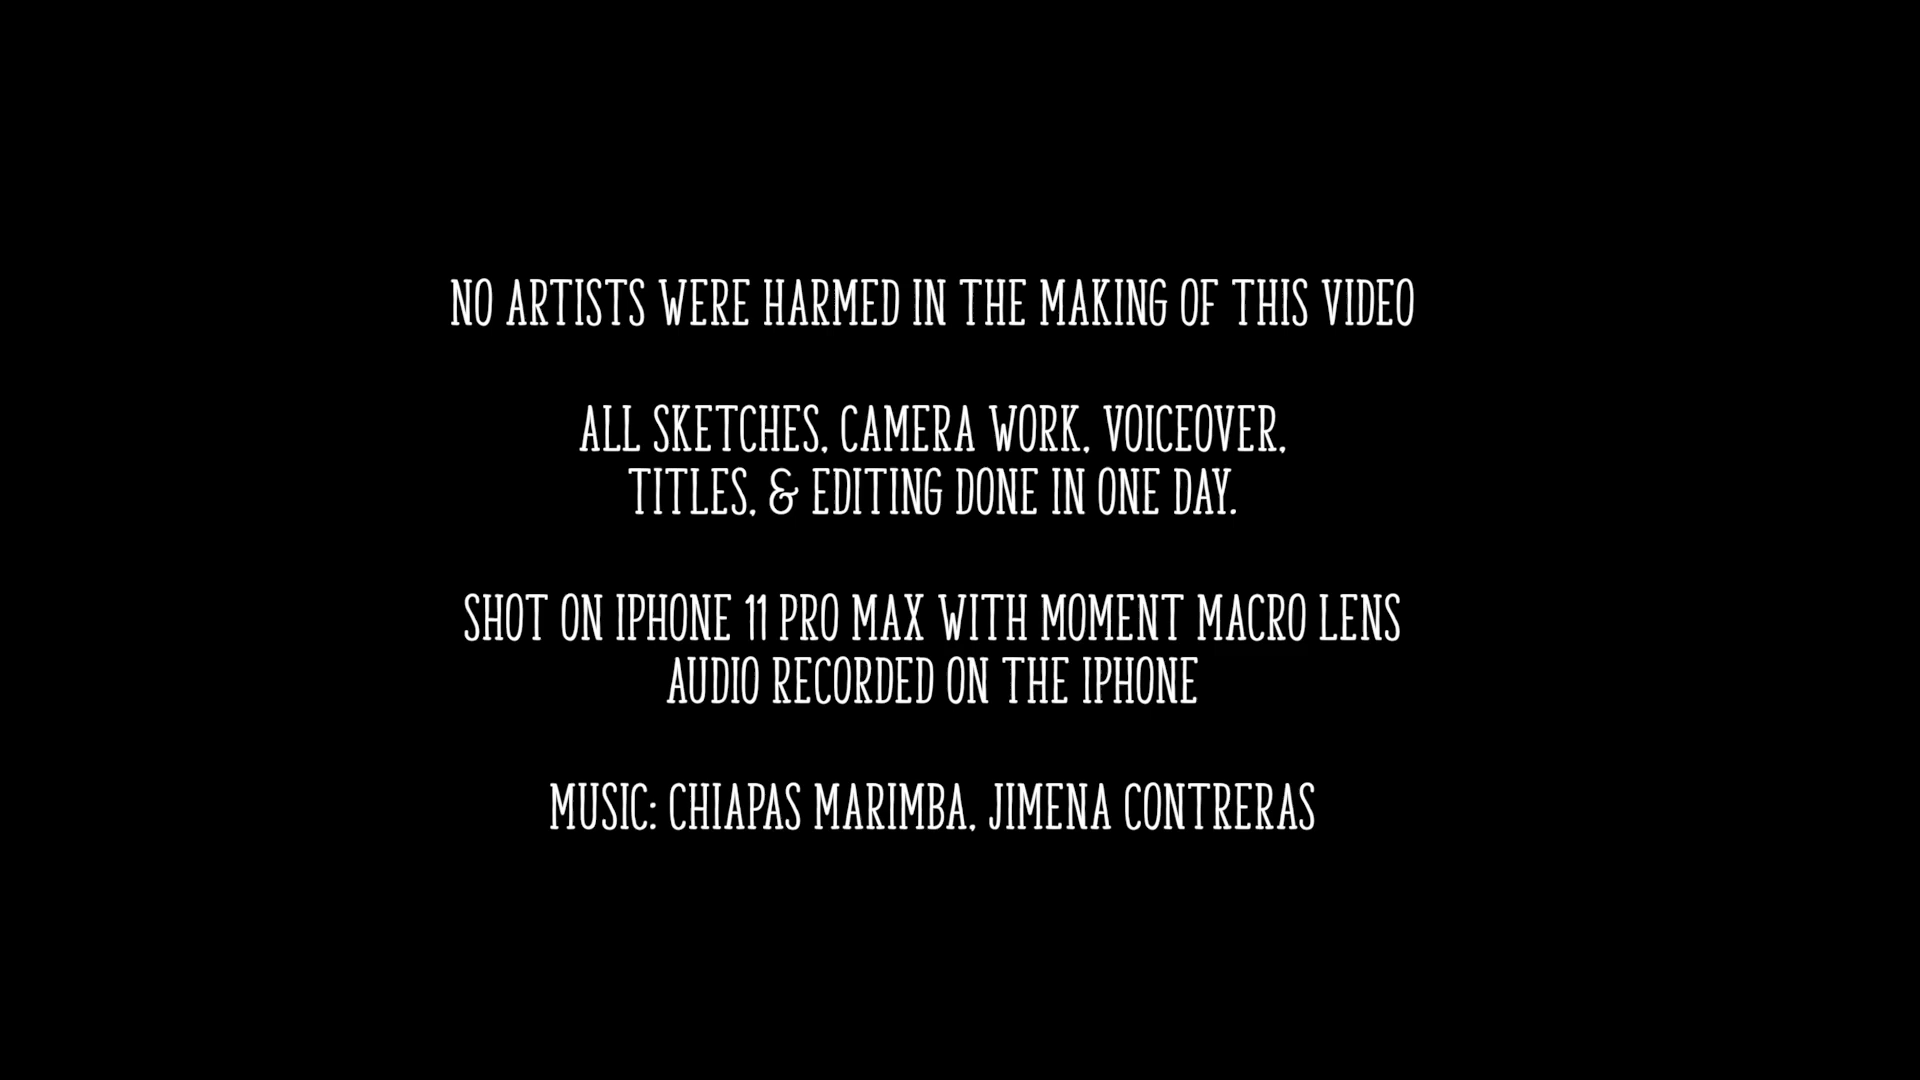 NO ARTISTS WERE HARMED IN THE MAKING OF THIS VIDEO
ALL SKETCHES, CAMERA WORK, VOICEOVER,
TITLES, & EDITING DONE IN ONE DAY.
SHOT ON IPHONE 11 PRO MAX WITH MOMENT MACRO LENS
AUDIO RECORDED ON THE IPHONE
MUSIC: CHIAPAS MARIMBA, JIMENA CONTRERAS